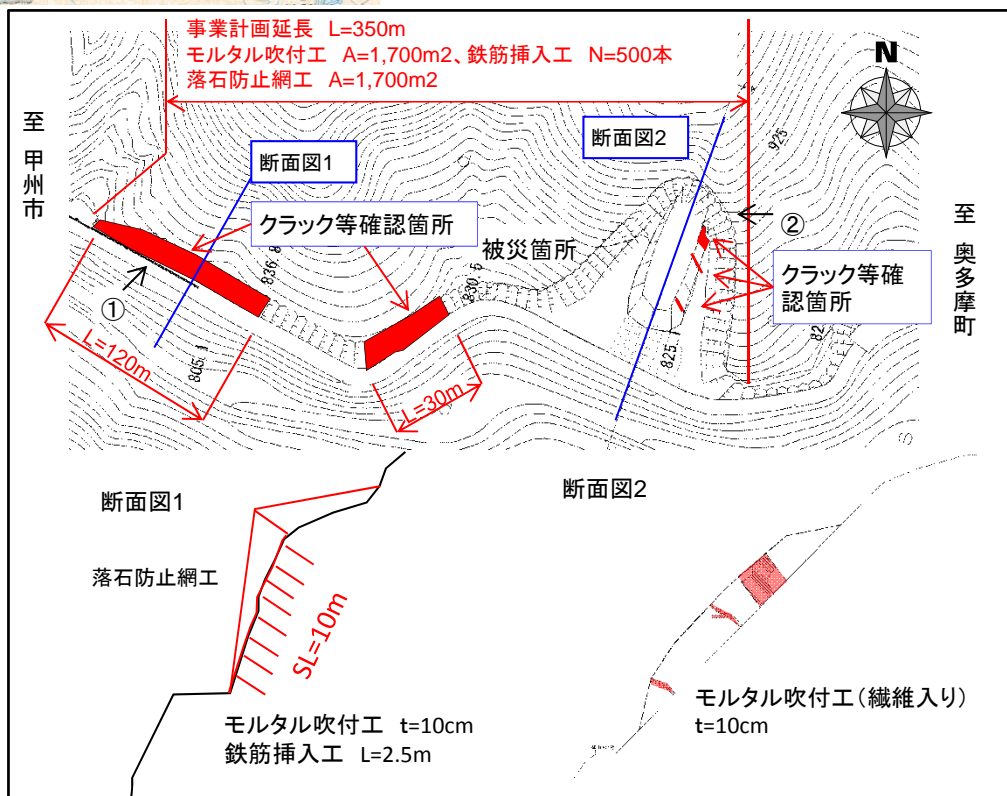 事業計画延長 L=350m
モルタル吹付工 A=1,700m2、鉄筋挿入工 N=500本
落石防止網工 A=1,700m2
N
至 甲州市
至 奥多摩町
断面図1
断面図2
925
クラック等確認箇所
被災箇所
②
クラック等確
認箇所
①
836.
830.5
L=120m
805.1
L=30m
825.1
82
断面図1
断面図2
落石防止網工
SL=10m
モルタル吹付工 t=10cm
鉄筋挿入工 L=2.5m
モルタル吹付工(繊維入り)
t=10cm